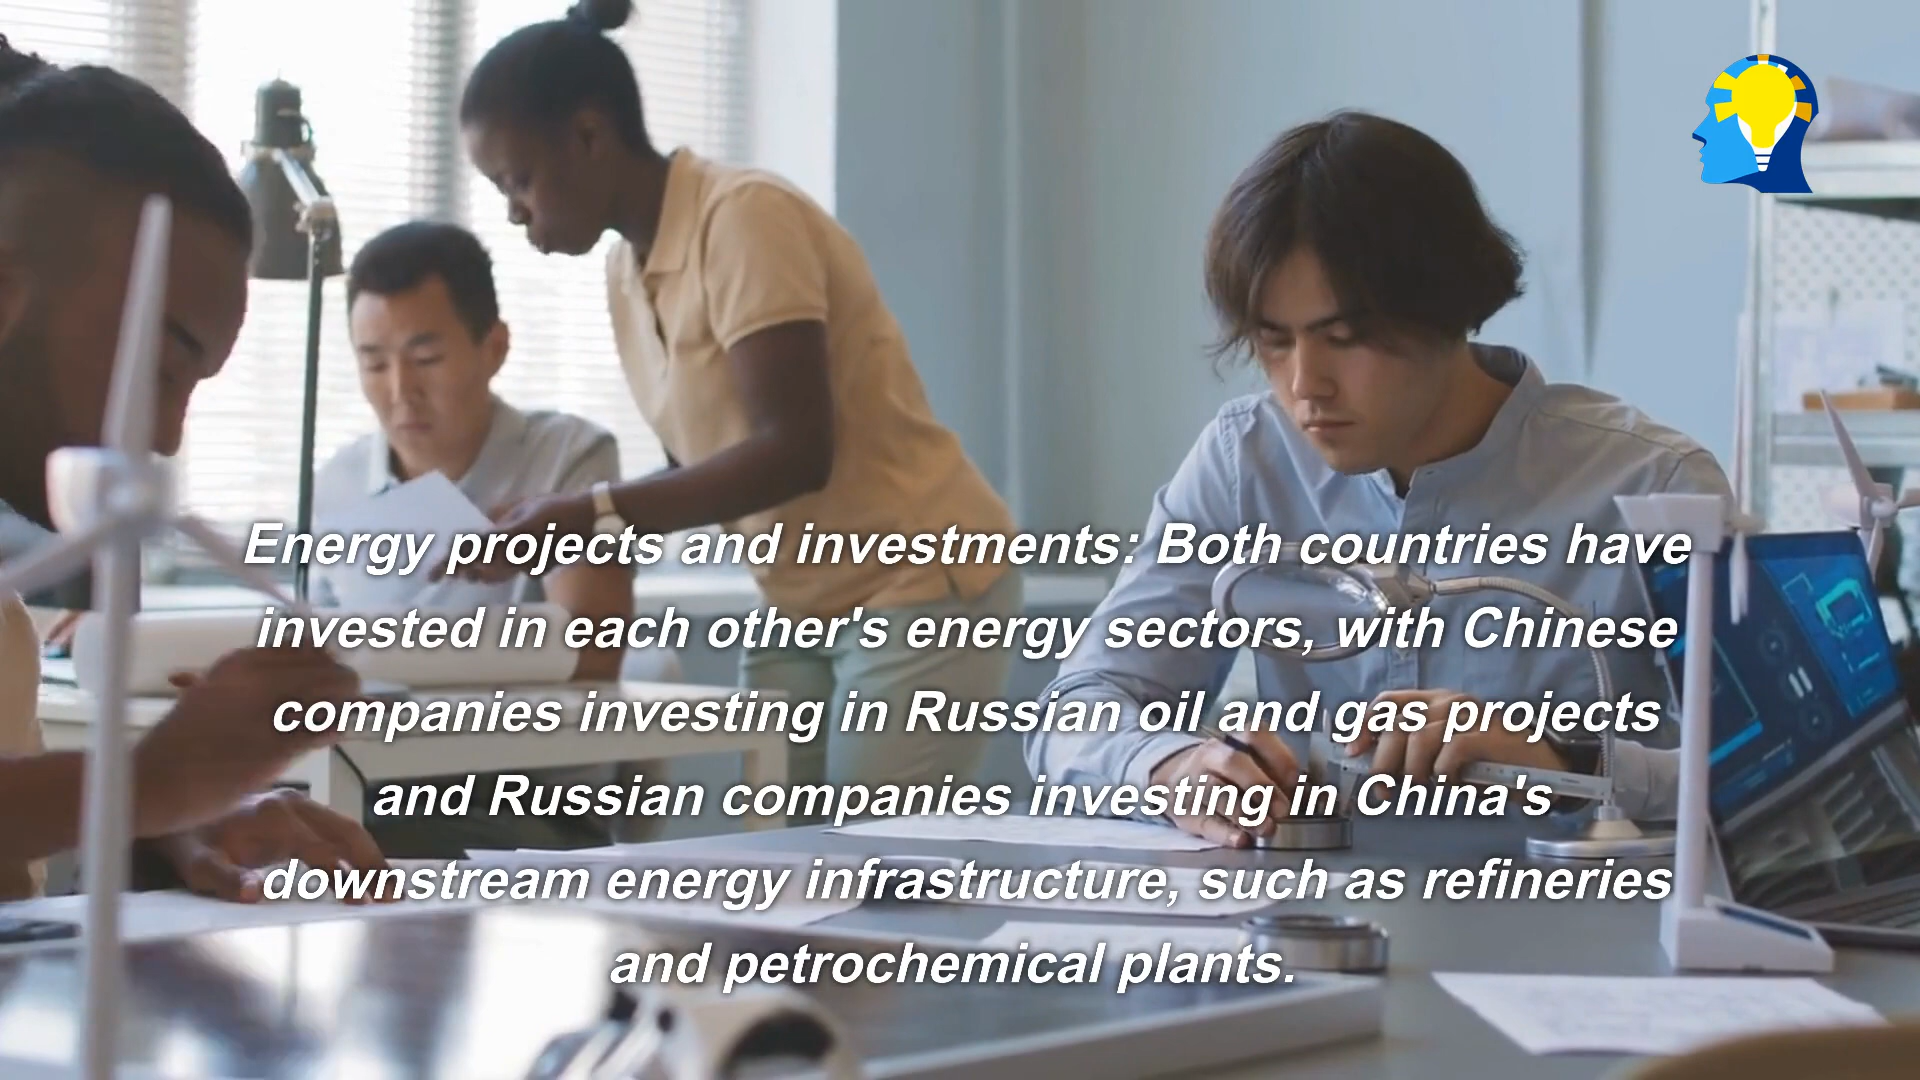 Energy projects and investments: Both countries have
invested in each other's energy sectors, with Chinese
companies investing in Russian oil and gas projects
and Russian companies investing in China's
downstream energy infrastructure, such as refineries
and petrochemical plants.